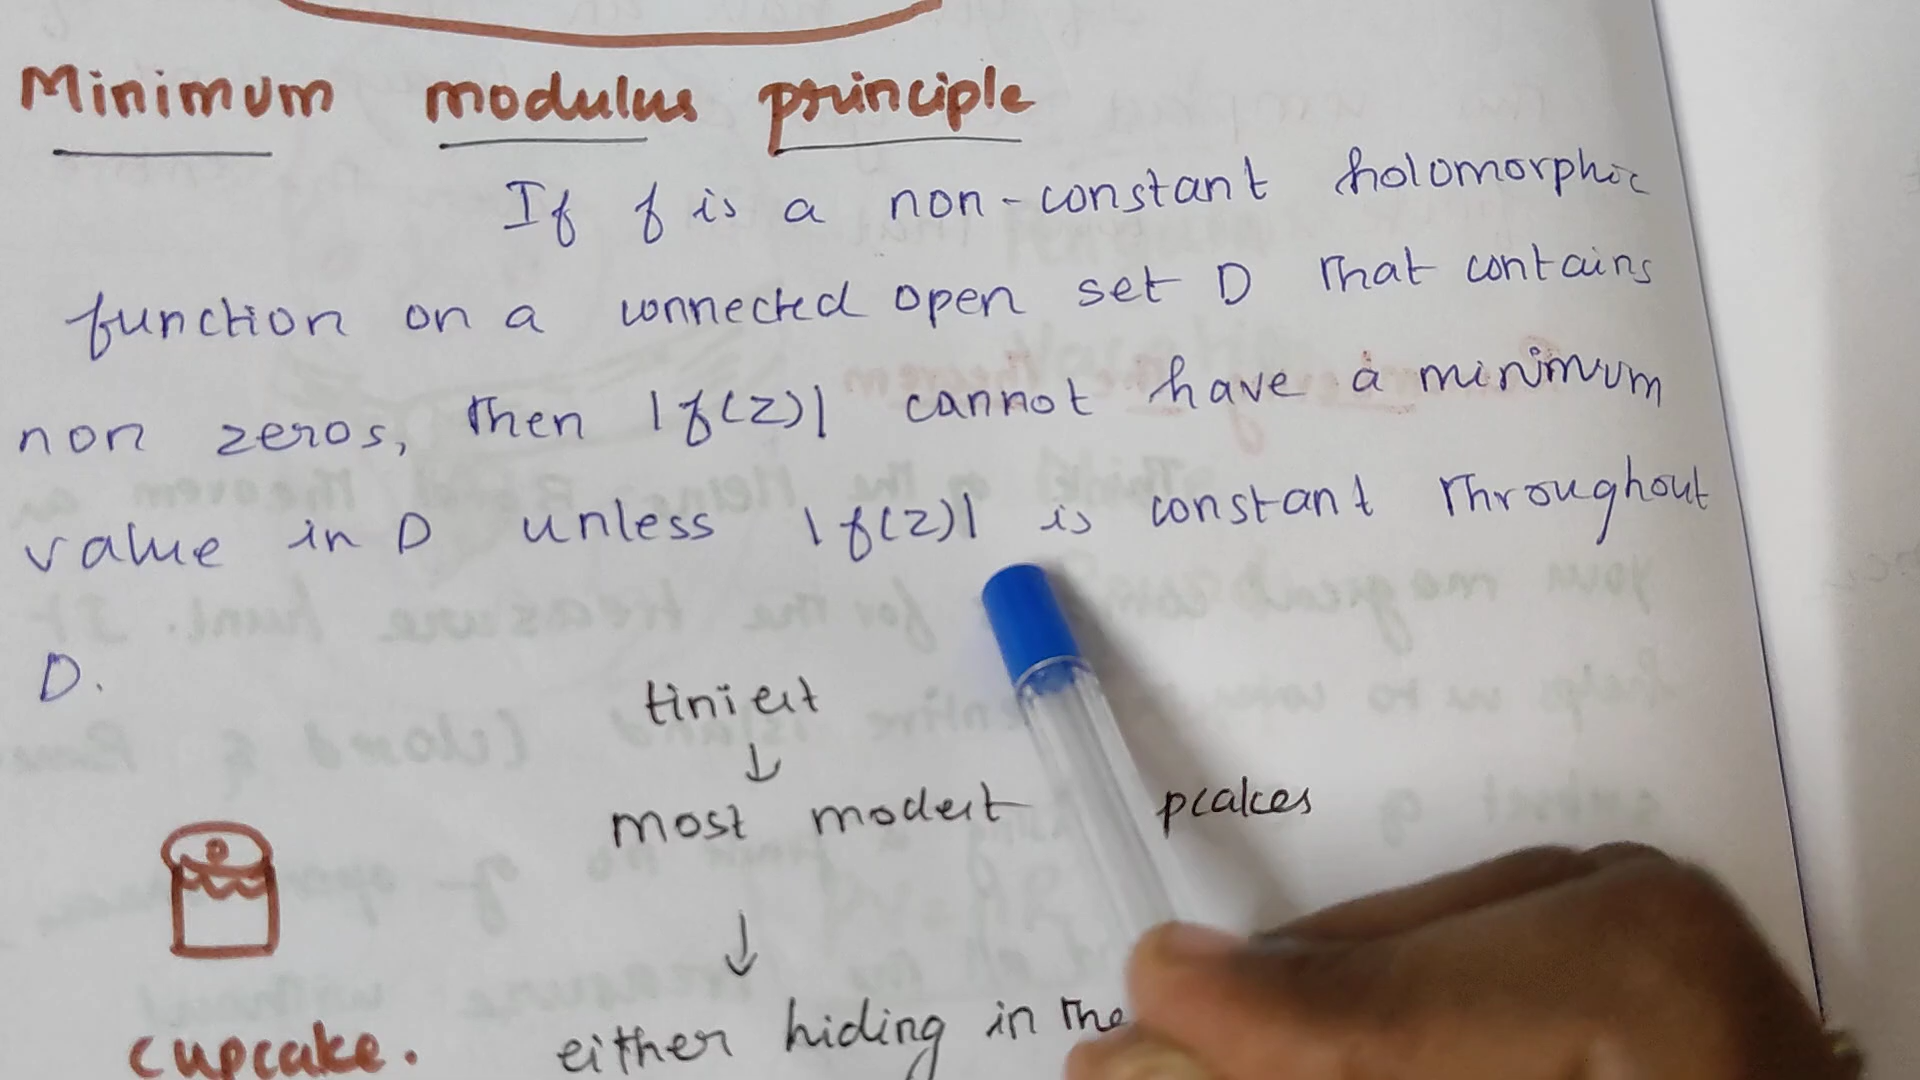 Minimum modulus principle
If f is a non-constant holomorphic
function on a connected open set D that contains
non zeros, then |f(z)| cannot have a minimum
value in D unless |f(z)| is constant throughout
D.
tiniest
↓
most modest pcakes
↓
cupcake. either hiding in the